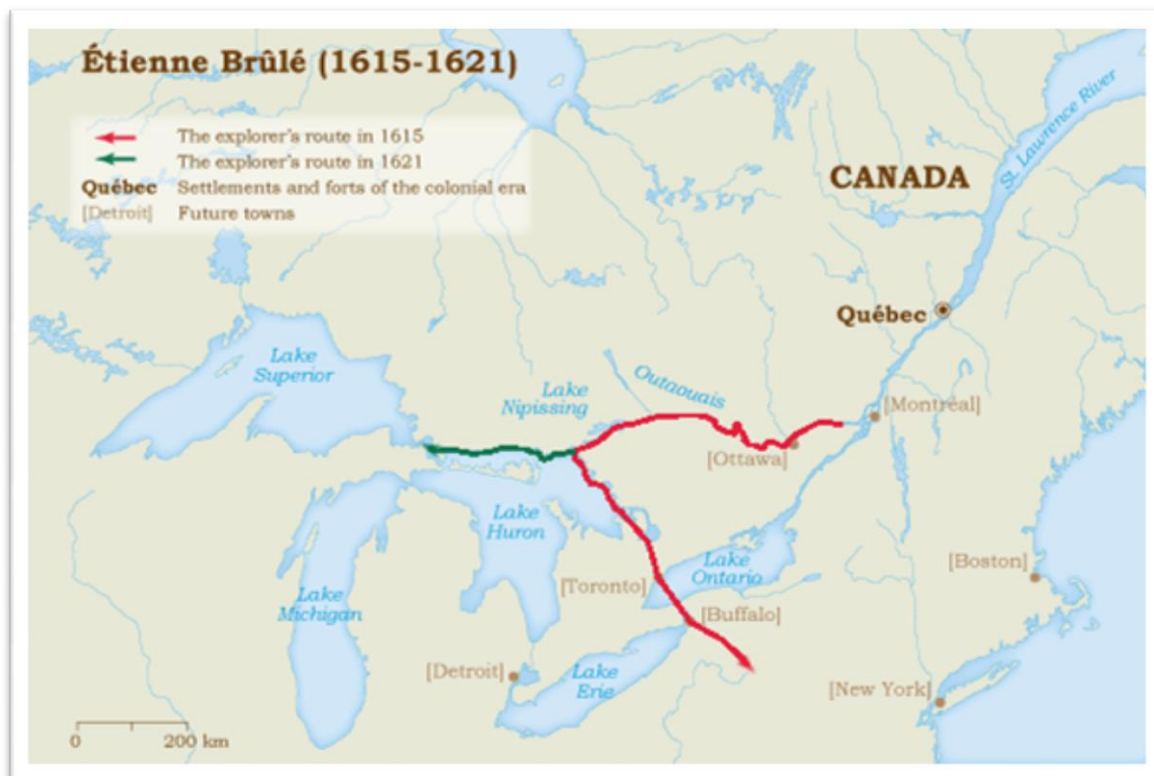 Étienne Brûlé (1615-1621)
The explorer's route in 1615
The explorer's route in 1621
Québec Settlements and forts of the colonial era
[Detroit] Future towns
St. Lawrence River
CANADA
Québec
Lake
Superior
Lake
Nipissing
Outaouais
[Montréal]
[Ottawa]
Lake
Huron
Lake
Ontario
[Boston]
[Toronto]
Lake
Michigan
[Buffalo]
[Detroit]
Lake
Erie
[New York]
0 200 km